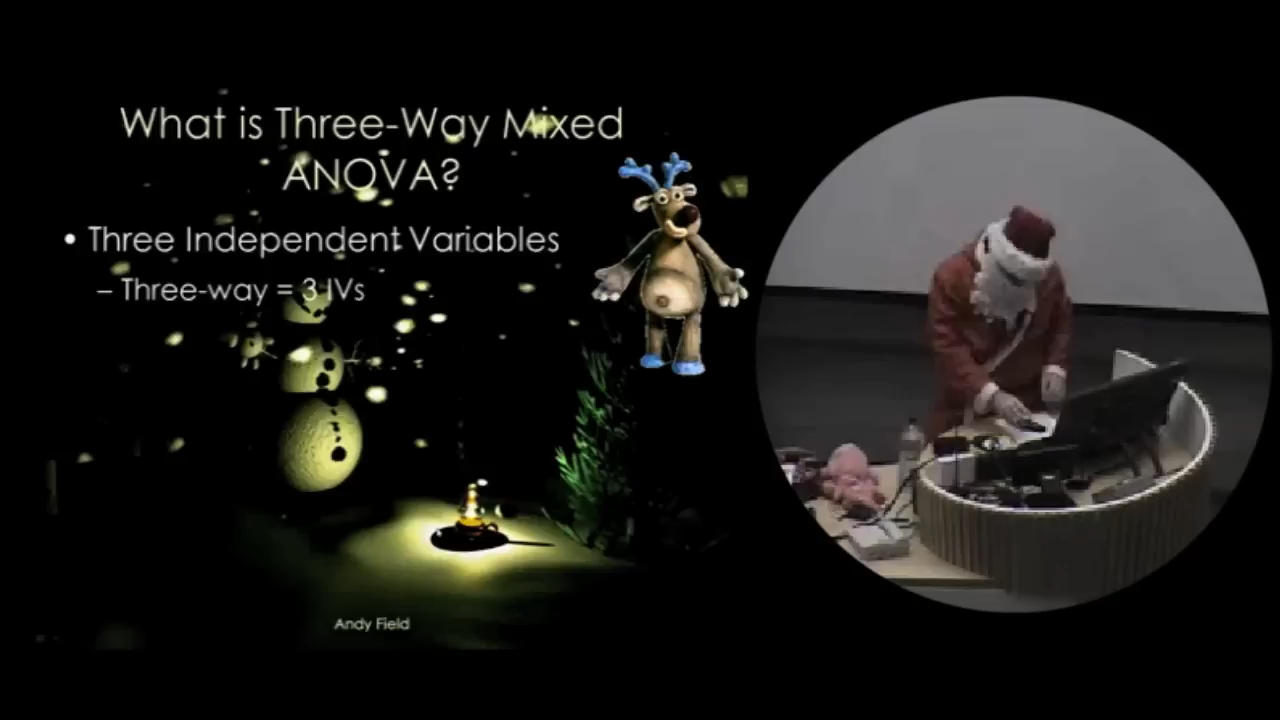 What is Three-Way Mixed
ANOVA?
• Three Independent Variables
– Three-way = 3 IVs
Andy Field